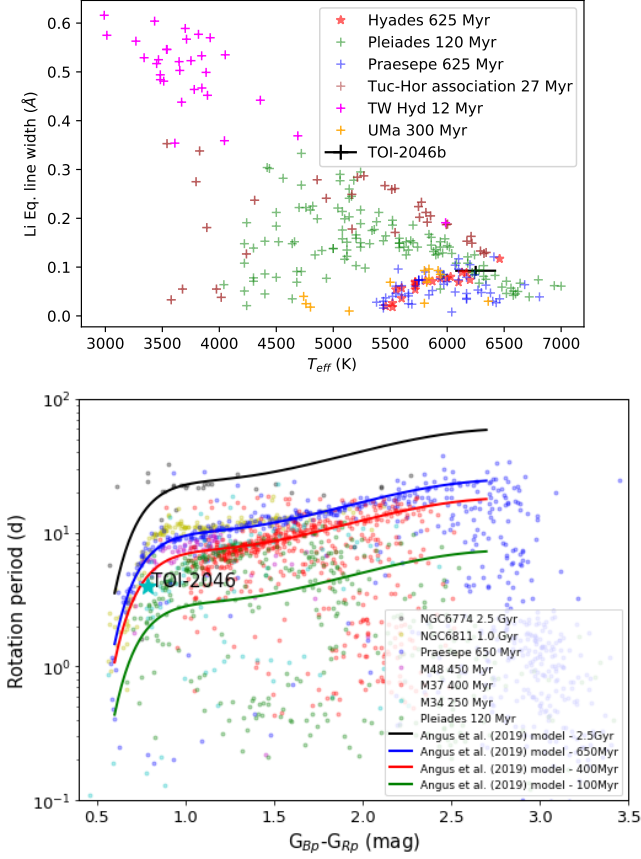 0.6
0.5
0.4
0.3
0.2
0.1
0.0
Li Eq. line width (Å)
Hyades 625 Myr
Pleiades 120 Myr
Praesepe 625 Myr
Tuc-Hor association 27 Myr
TW Hyd 12 Myr
UMa 300 Myr
TOI-2046b
3000 3500 4000 4500 5000 5500 6000 6500 7000
T_eff (K)
10^2
10^1
10^0
10^-1
Rotation period (d)
TOI-2046
NGC6774 2.5 Gyr
NGC6811 1.0 Gyr
Praesepe 650 Myr
M48 450 Myr
M37 400 Myr
M34 250 Myr
Pleiades 120 Myr
Angus et al. (2019) model - 2.5Gyr
Angus et al. (2019) model - 650Myr
Angus et al. (2019) model - 400Myr
Angus et al. (2019) model - 100Myr
0.5 1.0 1.5 2.0 2.5 3.0 3.5
G_Bp-G_Rp (mag)